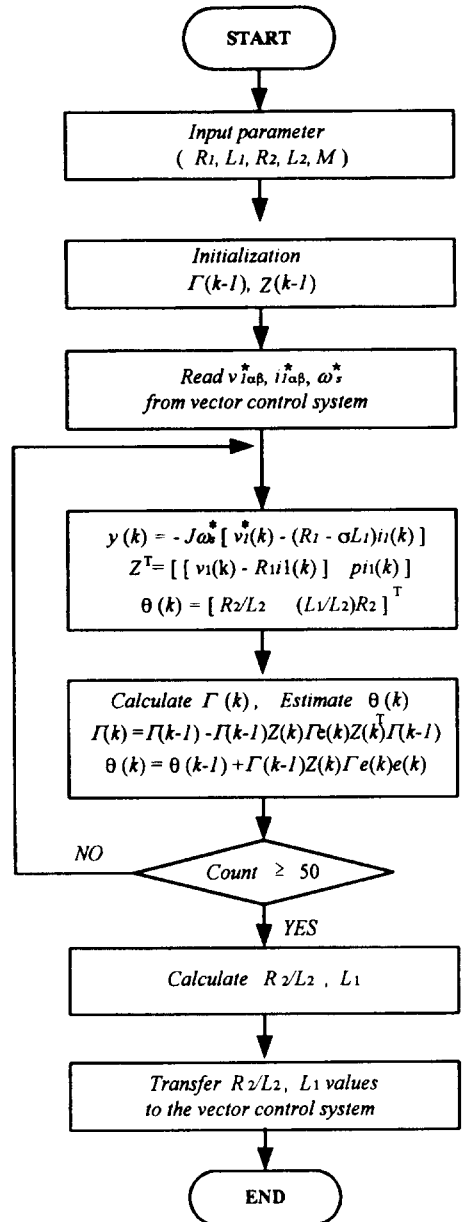 START
Input parameter
( R1, L1, R2, L2, M )
Initialization
Γ(k-1), Z(k-1)
Read v*1αβ, i*1αβ, ω*s
from vector control system
y(k) = - Jω*s [ v*1(k) - (R1 - σL1)i1(k) ]
Z^T= [ [ v1(k) - R1i1(k) ] pi1(k) ]
θ(k) = [ R2/L2 (L1/L2)R2 ]^T
Calculate Γ(k), Estimate θ(k)
Γ(k) = Γ(k-1) - Γ(k-1)Z(k)Γe(k)Z(k)^TΓ(k-1)
θ(k) = θ(k-1) + Γ(k-1)Z(k)Γe(k)e(k)
NO
Count ≥ 50
YES
Calculate R2/L2 , L1
Transfer R2/L2, L1 values
to the vector control system
END